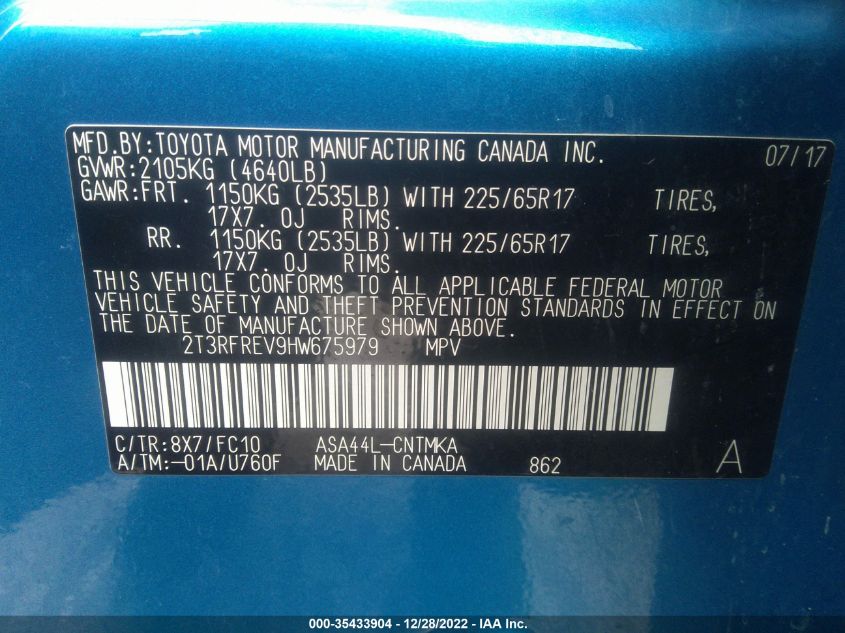 MFD.BY:TOYOTA MOTOR MANUFACTURING CANADA INC. 07/17
GVWR:2105KG (4640LB)
GAWR:FRT. 1150KG (2535LB) WITH 225/65R17 TIRES,
17X7.0J RIMS.
RR. 1150KG (2535LB) WITH 225/65R17 TIRES,
17X7.0J RIMS.
THIS VEHICLE CONFORMS TO ALL APPLICABLE FEDERAL MOTOR
VEHICLE SAFETY AND THEFT PREVENTION STANDARDS IN EFFECT ON
THE DATE OF MANUFACTURE SHOWN ABOVE.
2T3RFREV9HW675979 MPV
C/TR:8X7/FC10 ASA44L-CNTMKA
A/TM:-01A/U760F MADE IN CANADA 862 A
000-35433904 - 12/28/2022 - IAA Inc.